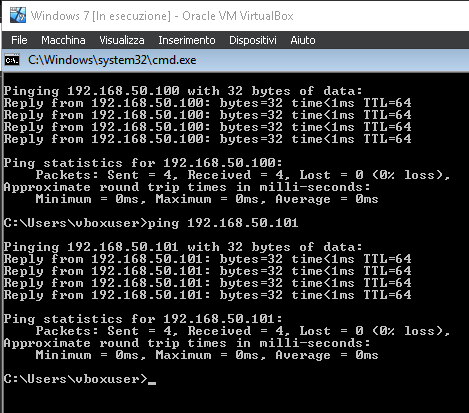 Windows 7 [In esecuzione] - Oracle VM VirtualBox
File Macchina Visualizza Inserimento Dispositivi Aiuto
C:\Windows\system32\cmd.exe
Pinging 192.168.50.100 with 32 bytes of data:
Reply from 192.168.50.100: bytes=32 time<1ms TTL=64
Reply from 192.168.50.100: bytes=32 time<1ms TTL=64
Reply from 192.168.50.100: bytes=32 time<1ms TTL=64
Reply from 192.168.50.100: bytes=32 time<1ms TTL=64
Ping statistics for 192.168.50.100:
Packets: Sent = 4, Received = 4, Lost = 0 (0% loss),
Approximate round trip times in milli-seconds:
Minimum = 0ms, Maximum = 0ms, Average = 0ms
C:\Users\vboxuser>ping 192.168.50.101
Pinging 192.168.50.101 with 32 bytes of data:
Reply from 192.168.50.101: bytes=32 time<1ms TTL=64
Reply from 192.168.50.101: bytes=32 time<1ms TTL=64
Reply from 192.168.50.101: bytes=32 time<1ms TTL=64
Reply from 192.168.50.101: bytes=32 time<1ms TTL=64
Ping statistics for 192.168.50.101:
Packets: Sent = 4, Received = 4, Lost = 0 (0% loss),
Approximate round trip times in milli-seconds:
Minimum = 0ms, Maximum = 0ms, Average = 0ms
C:\Users\vboxuser>_